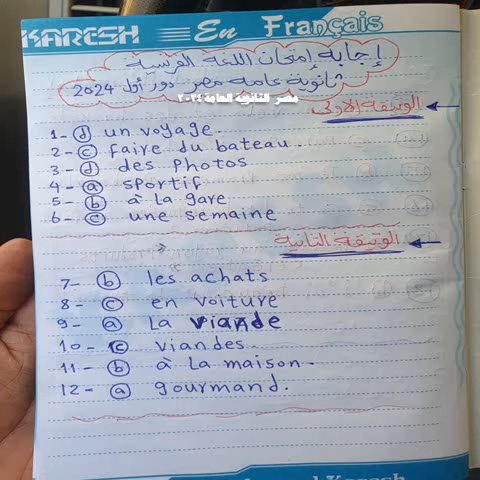 KARESH En Français
إجابة إمتحان اللغة الفرنسية
ثانوية عامه مصر دور أول 2024
مصر الثانوية العامة ٢٠٢٤
الوثيقة الأولى
1- d un voyage.
2- c faire du bateau.
3- d des photos
4- a sportif
5- b à la gare
6- c une semaine
الوثيقة الثانية
7- b les achats
8- c en voiture
9- a La viande
10- c viandes.
11- b à La maison-
12- a gourmand.
Karesh